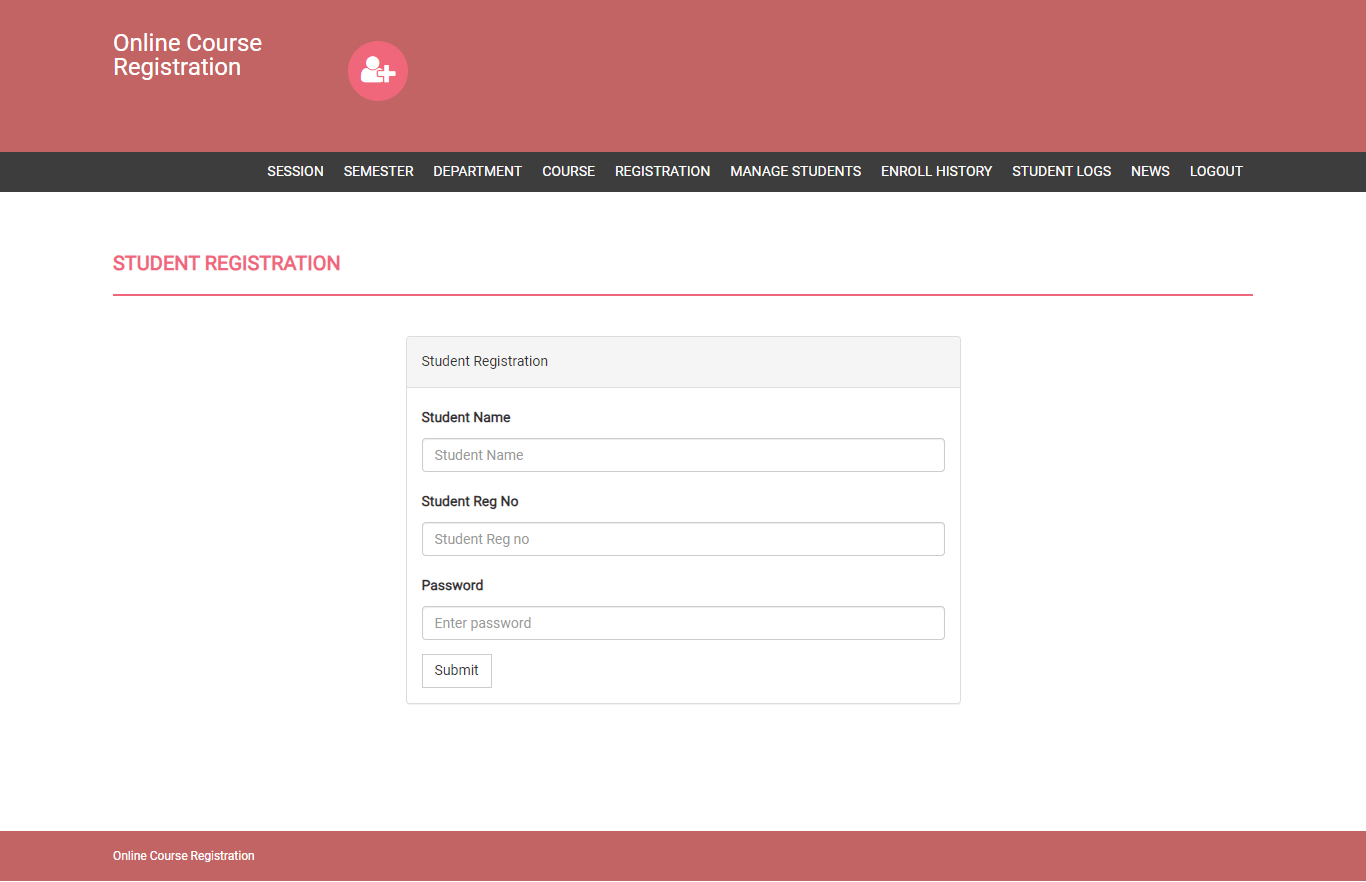 Online Course
Registration
SESSION SEMESTER DEPARTMENT COURSE REGISTRATION MANAGE STUDENTS ENROLL HISTORY STUDENT LOGS NEWS LOGOUT
STUDENT REGISTRATION
Student Registration
Student Name
Student Name
Student Reg No
Student Reg no
Password
Enter password
Submit
Online Course Registration